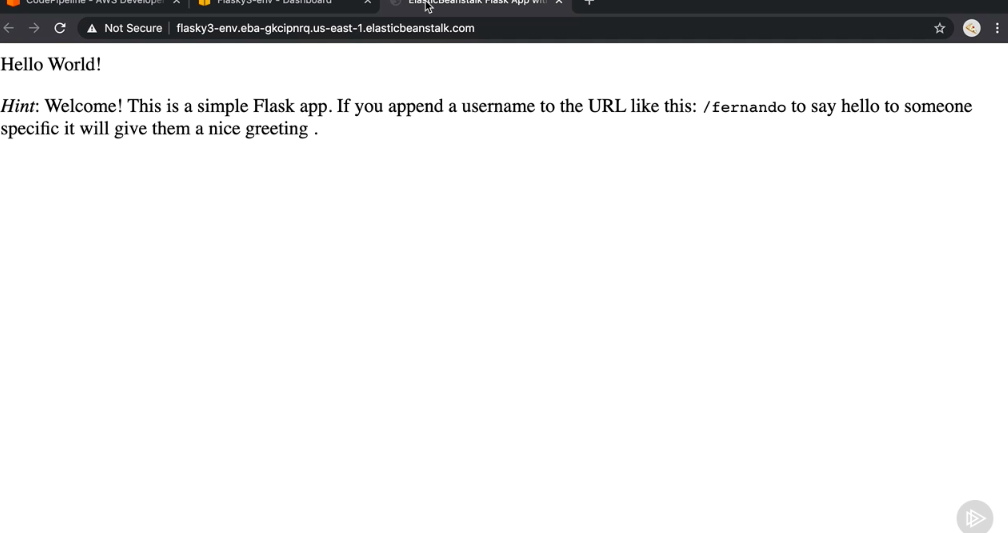 CodePipeline - AWS Developer
Flasky3-env - Dashboard
ElasticBeanstalk Flask App with
Not Secure
flasky3-env.eba-gkcipnrq.us-east-1.elasticbeanstalk.com
Hello World!
Hint: Welcome! This is a simple Flask app. If you append a username to the URL like this: /fernando to say hello to someone
specific it will give them a nice greeting .